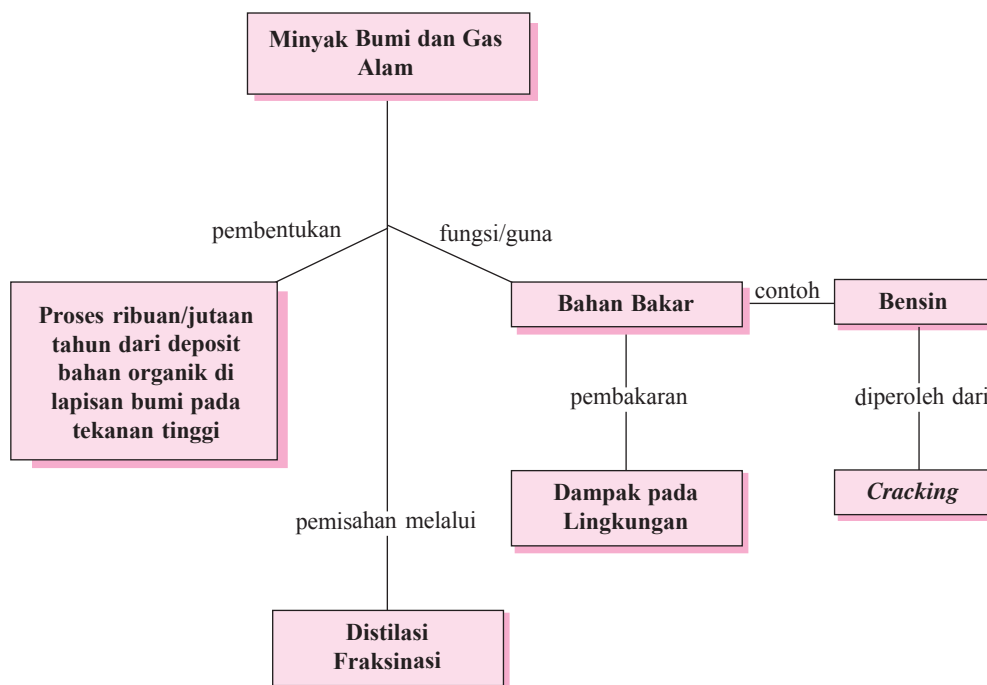 Minyak Bumi dan Gas
Alam
pembentukan
fungsi/guna
Proses ribuan/jutaan
tahun dari deposit
bahan organik di
lapisan bumi pada
tekanan tinggi
Bahan Bakar
contoh
Bensin
pembakaran
diperoleh dari
Dampak pada
Lingkungan
Cracking
pemisahan melalui
Distilasi
Fraksinasi